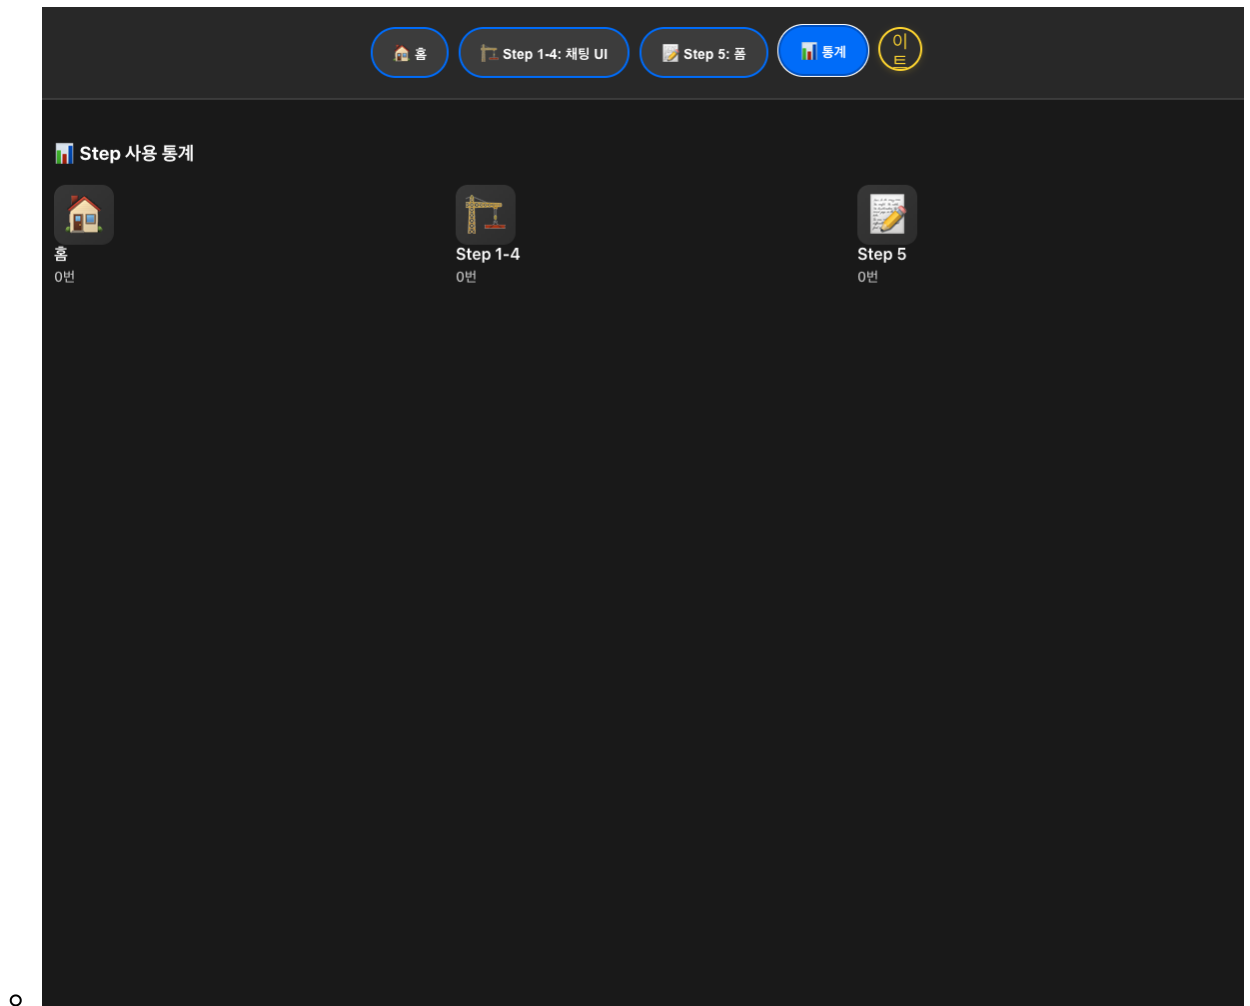 🏠 홈
🏗️ Step 1-4: 채팅 UI
📝 Step 5: 폼
📊 통계
이
트
📊 Step 사용 통계
홈
0번
Step 1-4
0번
Step 5
0번